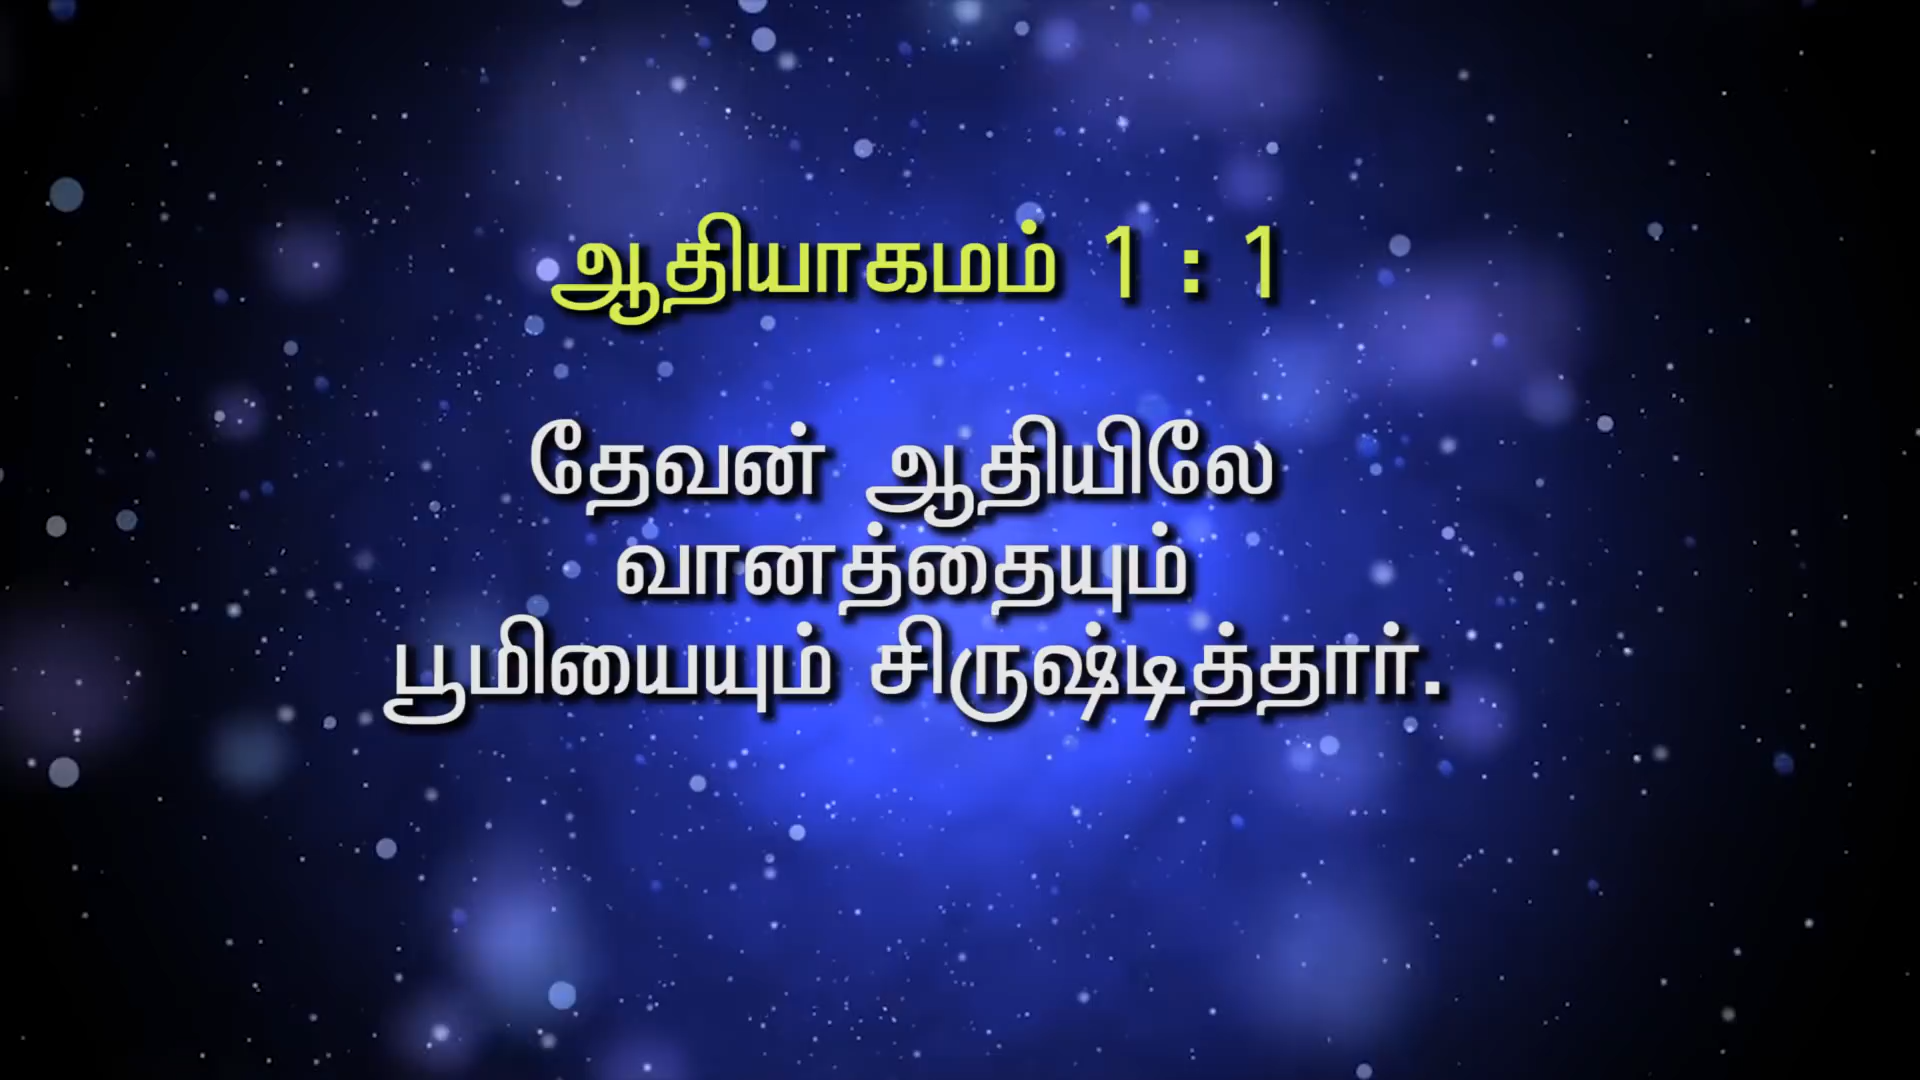 ஆதியாகமம் 1 : 1
தேவன் ஆதியிலே
வானத்தையும்
பூமியையும் சிருஷ்டித்தார்.